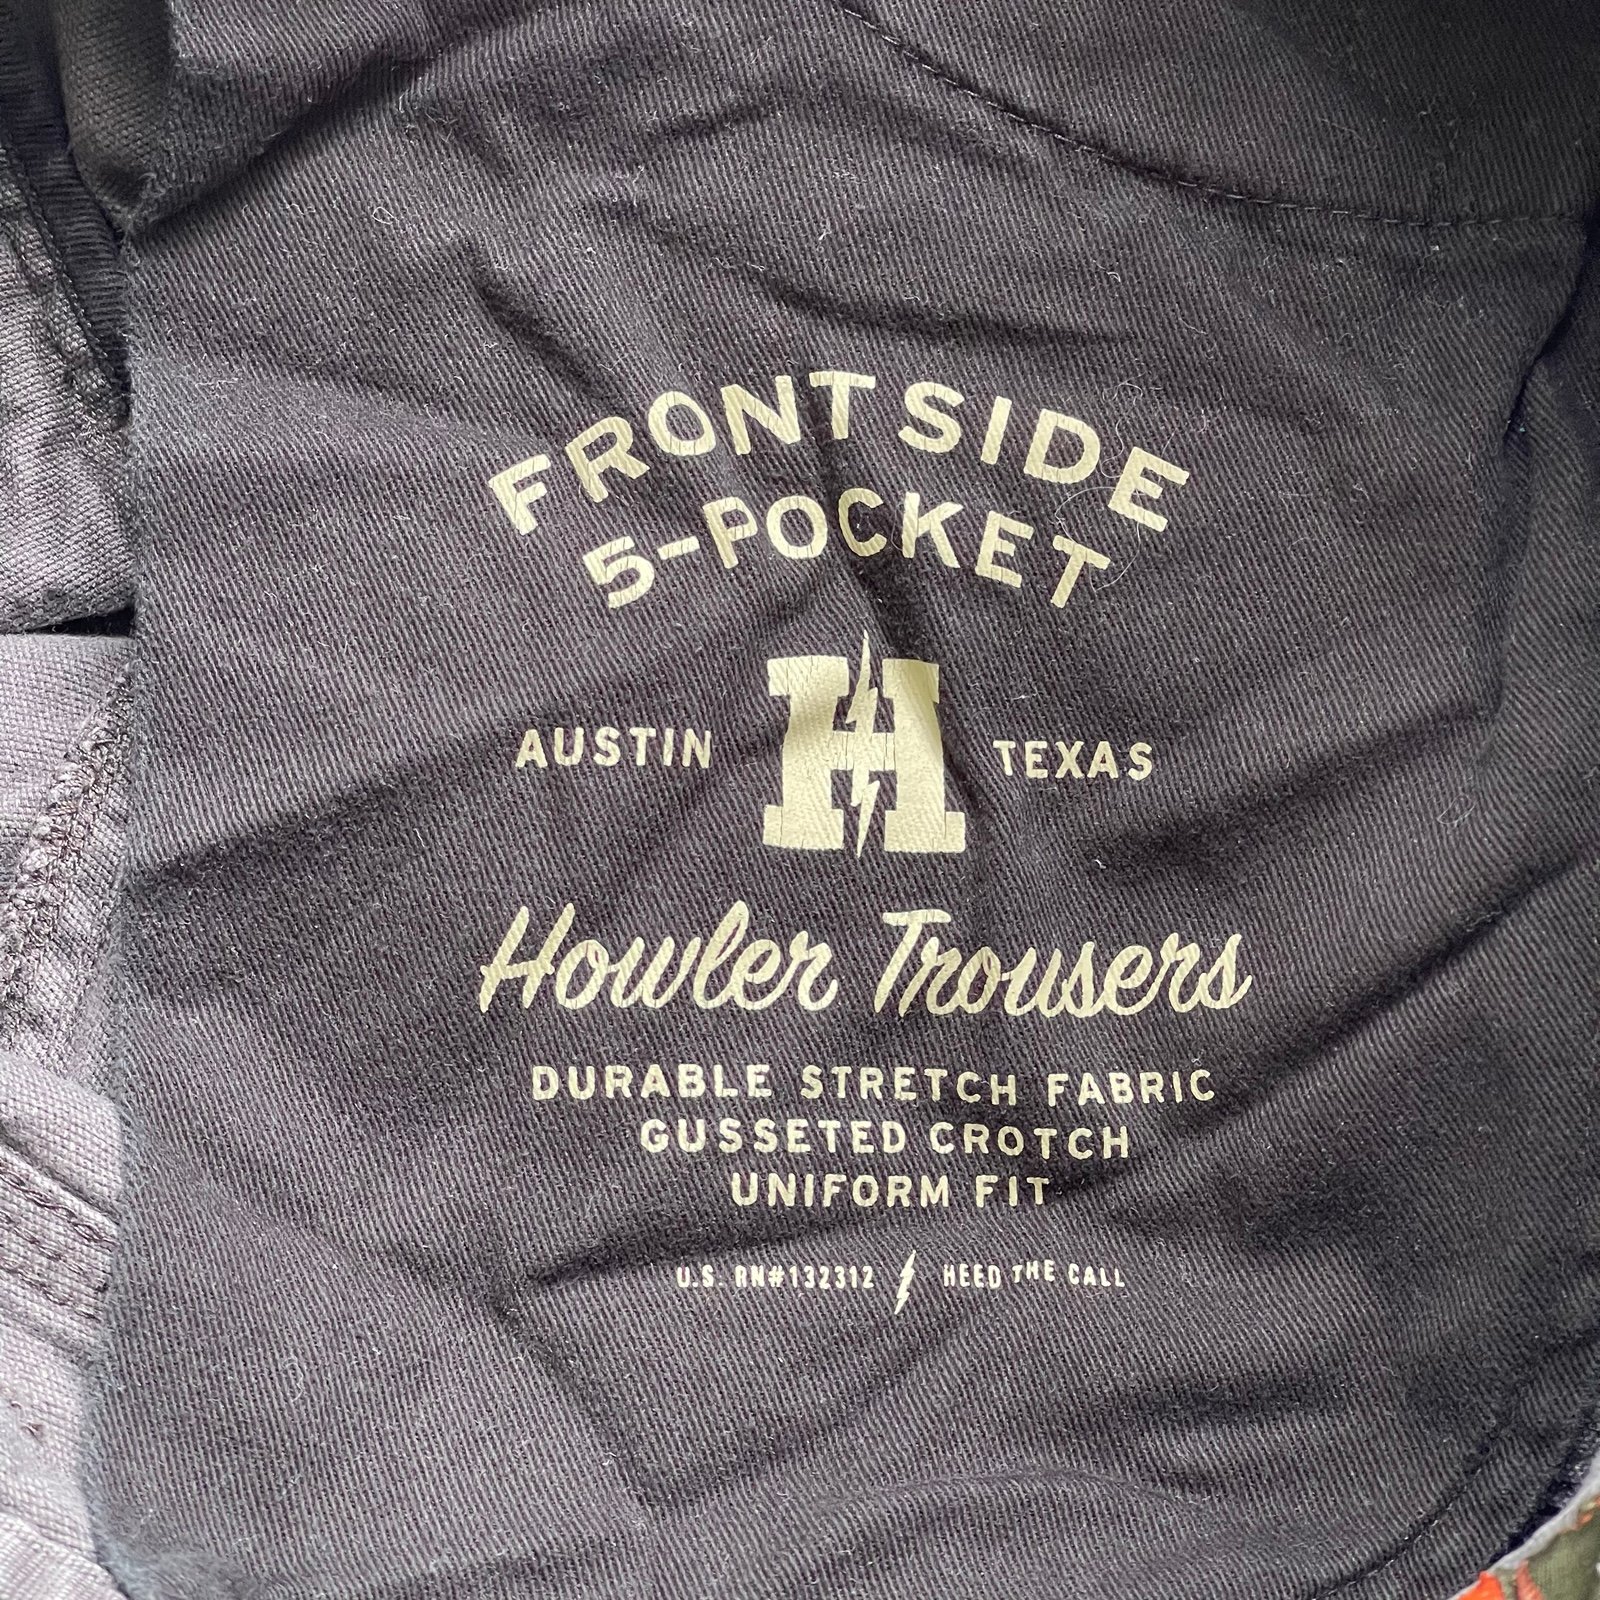 FRONTSIDE
5-POCKET
AUSTIN H TEXAS
Howler Trousers
DURABLE STRETCH FABRIC
GUSSETED CROTCH
UNIFORM FIT
U.S. RN#132312 HEED THE CALL